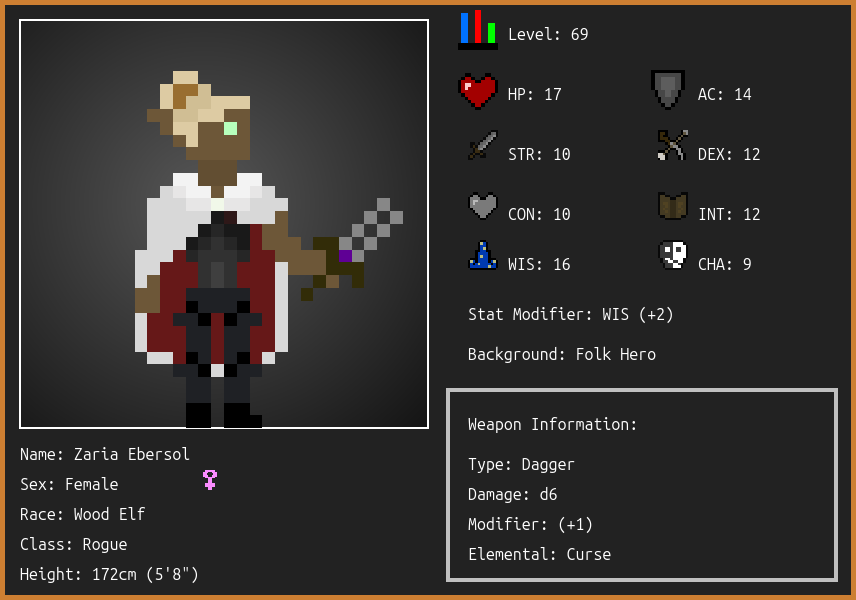 Level: 69
HP: 17
AC: 14
STR: 10
DEX: 12
CON: 10
INT: 12
WIS: 16
CHA: 9
Stat Modifier: WIS (+2)
Background: Folk Hero
Weapon Information:
Type: Dagger
Damage: d6
Modifier: (+1)
Elemental: Curse
Name: Zaria Ebersol
Sex: Female
Race: Wood Elf
Class: Rogue
Height: 172cm (5'8")